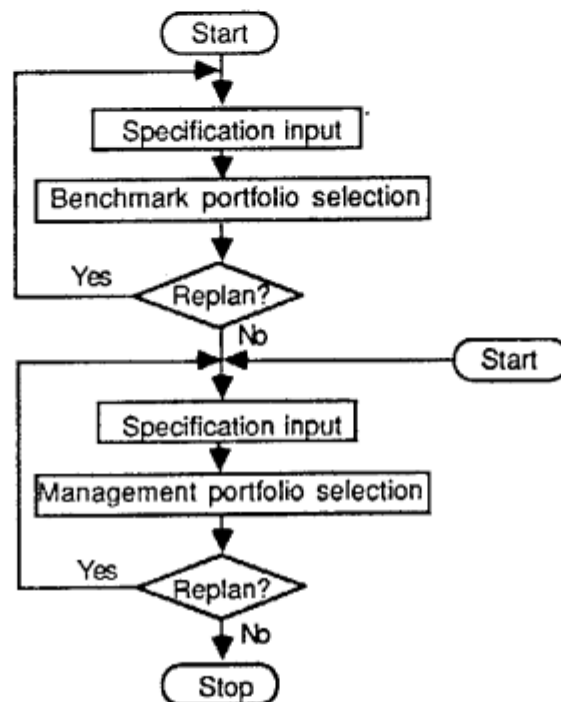 Start
Specification input
Benchmark portfolio selection
Yes
Replan?
No
Start
Specification input
Management portfolio selection
Yes
Replan?
No
Stop